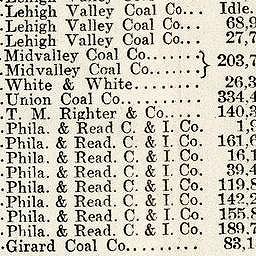 Lehigh Valley Coal Co... Idle.
Lehigh Valley Coal Co... 68,9
Lehigh Valley Coal Co... 27,7
Midvalley Coal Co......} 203,7
Midvalley Coal Co......
White & White......... 26,3
Union Coal Co.......... 334,4
T. M. Righter & Co.... 140,3
Phila. & Read C. & I. Co. 1,9
Phila. & Read. C. & I. Co. 161,6
Phila. & Read. C. & I. Co. 16,1
Phila. & Read. C. & I. Co. 39,4
Phila. & Read. C. & I. Co. 119,8
Phila. & Read. C. & I. Co. 142,2
Phila. & Read. C. & I. Co. 155,8
Phila. & Read. C. & I. Co. 189,7
Girard Coal Co......... 83,1